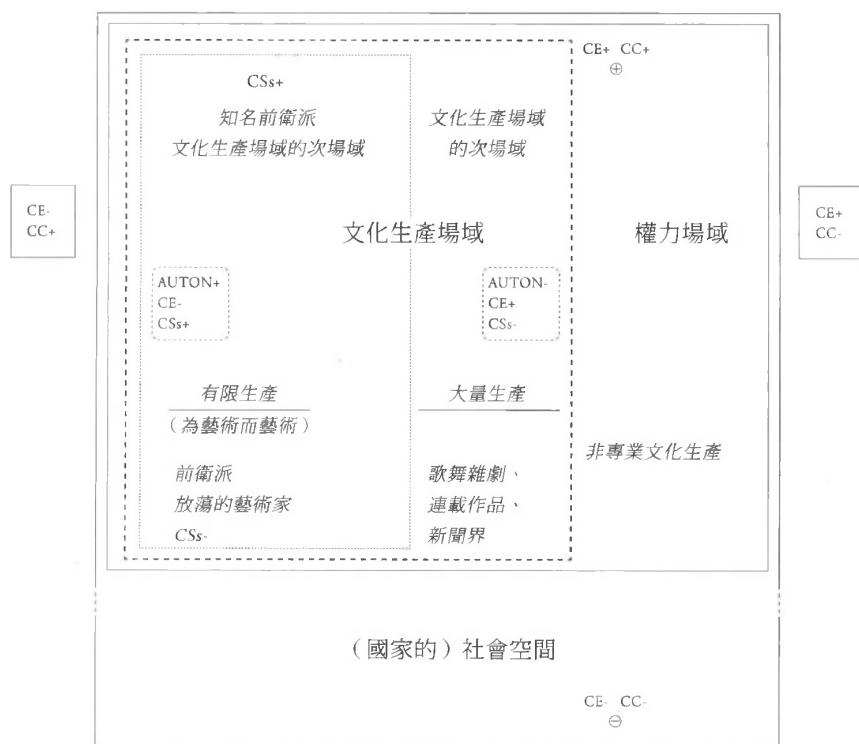 CE+ CC+
⊕
CSs+
知名前衛派
文化生產場域的次場域
文化生產場域
的次場域
CE-
CC+
文化生產場域
權力場域
CE+
CC-
AUTON+
CE-
CSs+
AUTON-
CE+
CSs-
有限生產
（為藝術而藝術）
大量生產
非專業文化生產
前衛派
放蕩的藝術家
CSs-
歌舞雜劇、
連載作品、
新聞界
（國家的）社會空間
CE- CC-
⊖